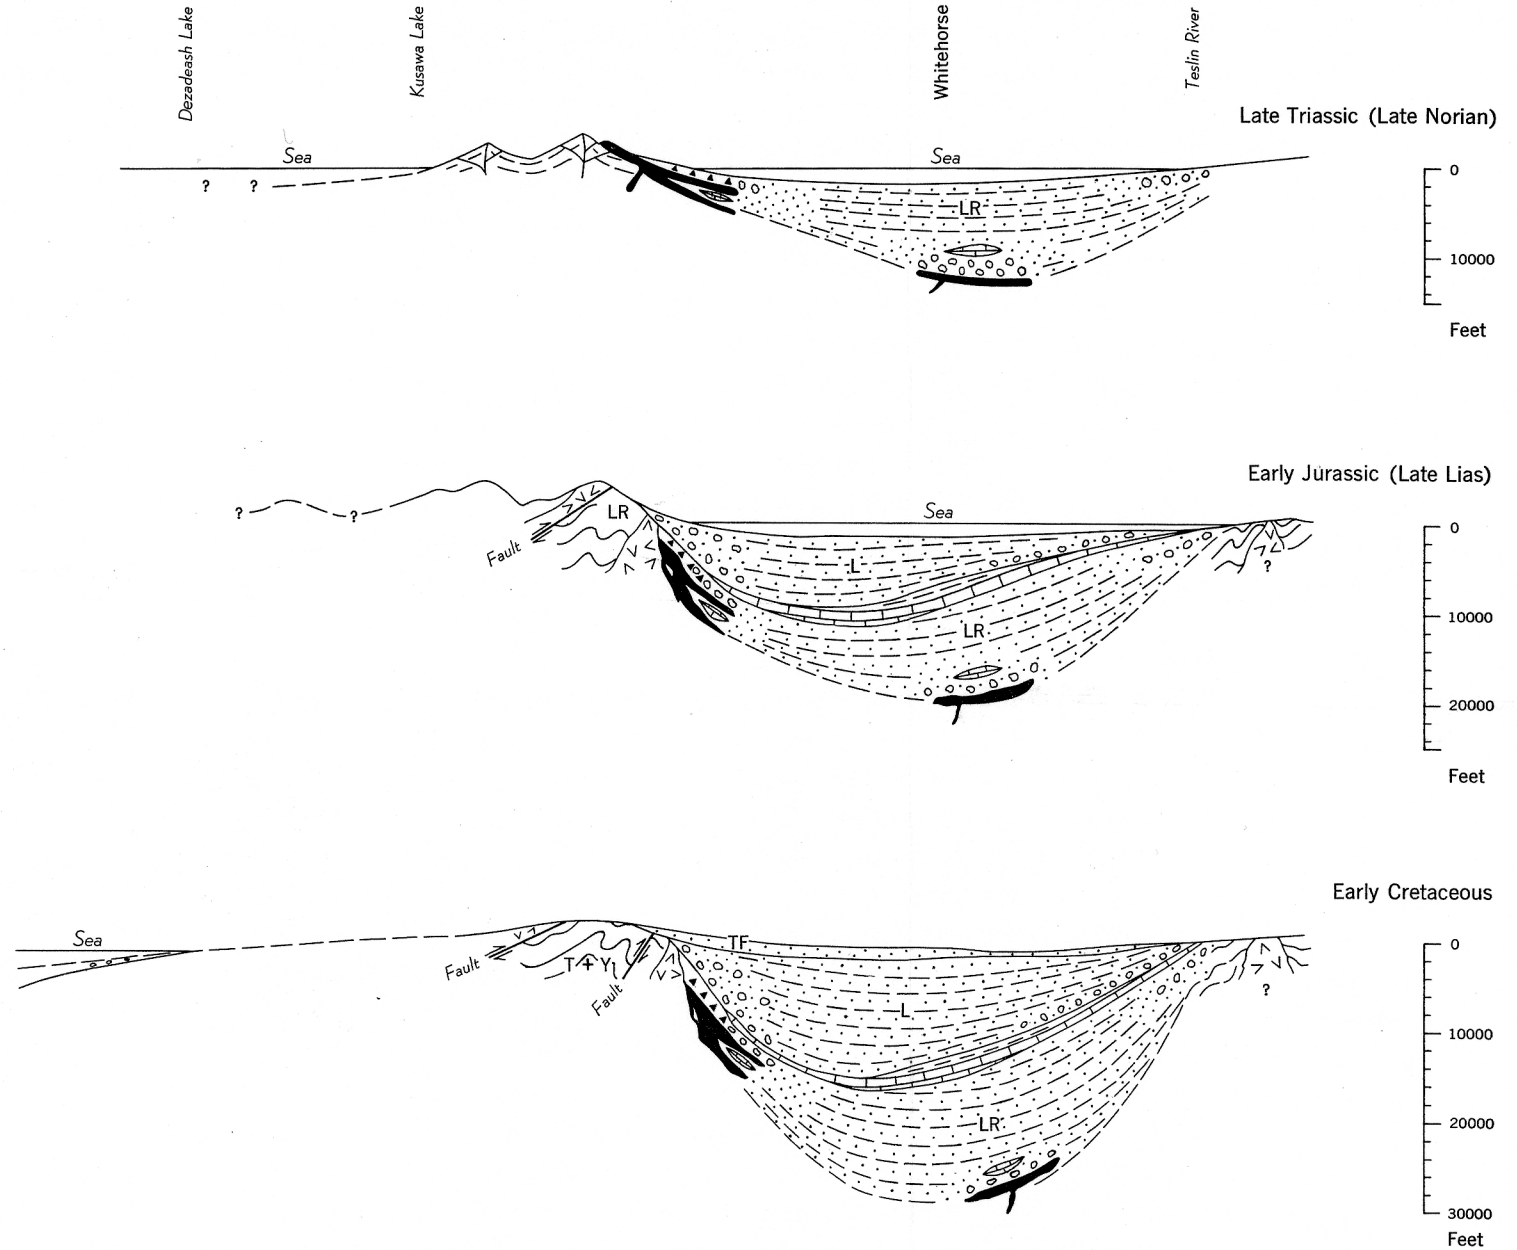 Dezadeash Lake
Kusawa Lake
Whitehorse
Teslin River
Late Triassic (Late Norian)
Sea
Sea
? ?
LR
0
10000
Feet
Early Jurassic (Late Lias)
Sea
? ?
LR
Fault
L
?
LR
0
10000
20000
Feet
Early Cretaceous
Sea
TF
Fault
T + Y
Fault
L
?
LR
0
10000
20000
30000
Feet